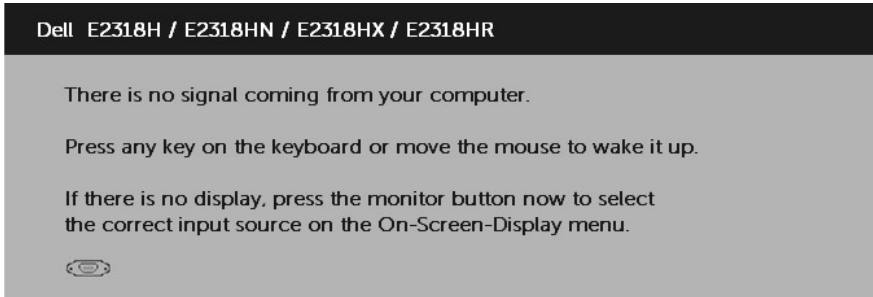 Dell E2318H / E2318HN / E2318HX / E2318HR
There is no signal coming from your computer.
Press any key on the keyboard or move the mouse to wake it up.
If there is no display, press the monitor button now to select
the correct input source on the On-Screen-Display menu.